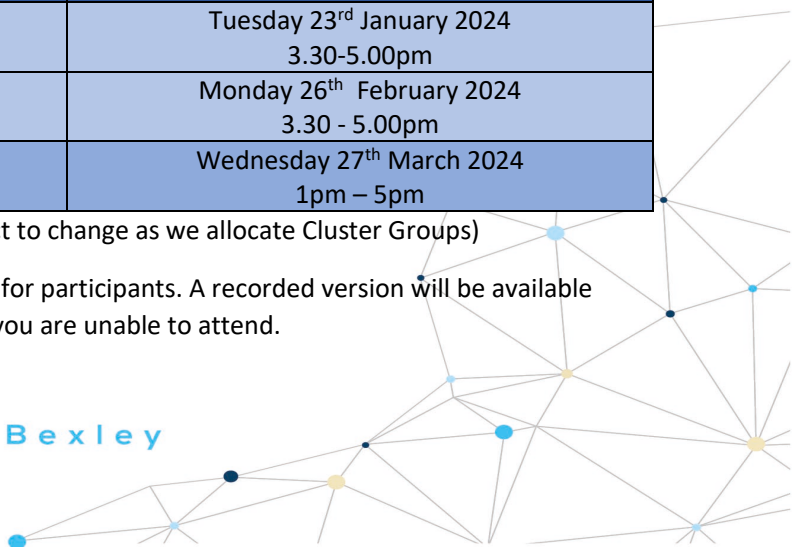 Tuesday 23rd January 2024
3.30-5.00pm
Monday 26th February 2024
3.30 - 5.00pm
Wednesday 27th March 2024
1pm – 5pm
t to change as we allocate Cluster Groups)
for participants. A recorded version will be available
you are unable to attend.
Bexley